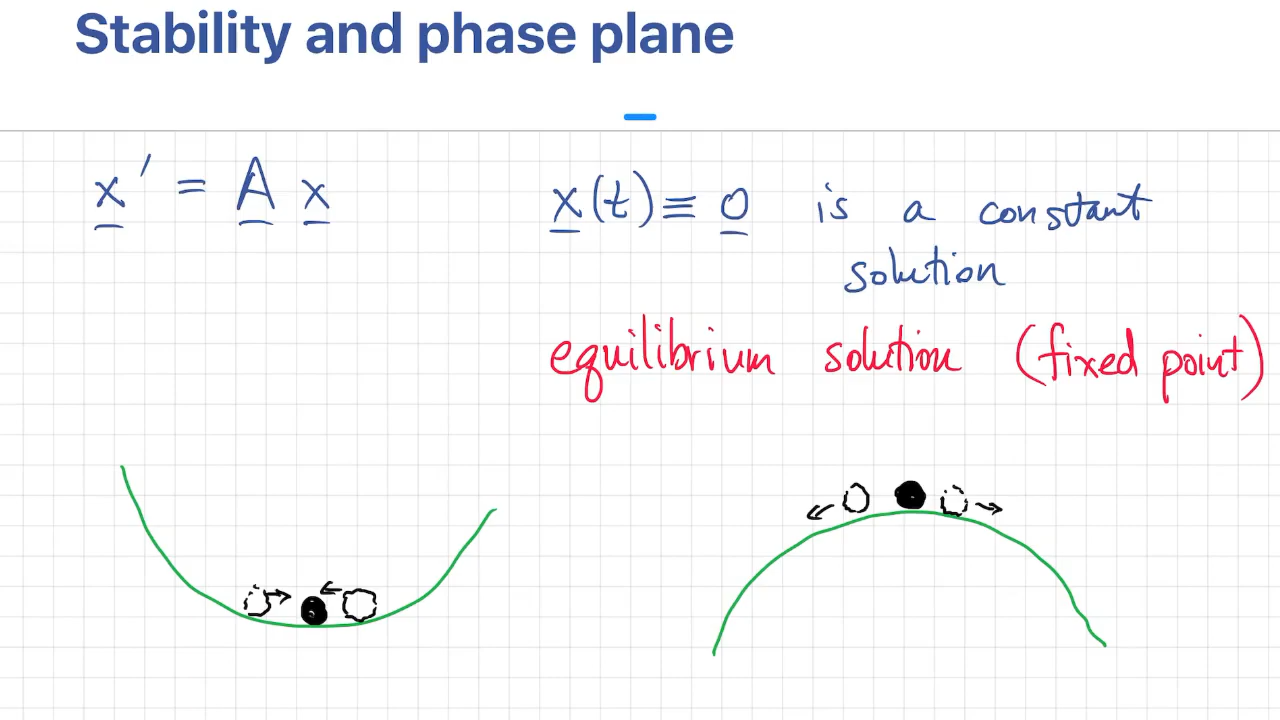 Stability and phase plane
x' = A x
x(t) ≡ 0 is a constant
solution
equilibrium solution (fixed point)